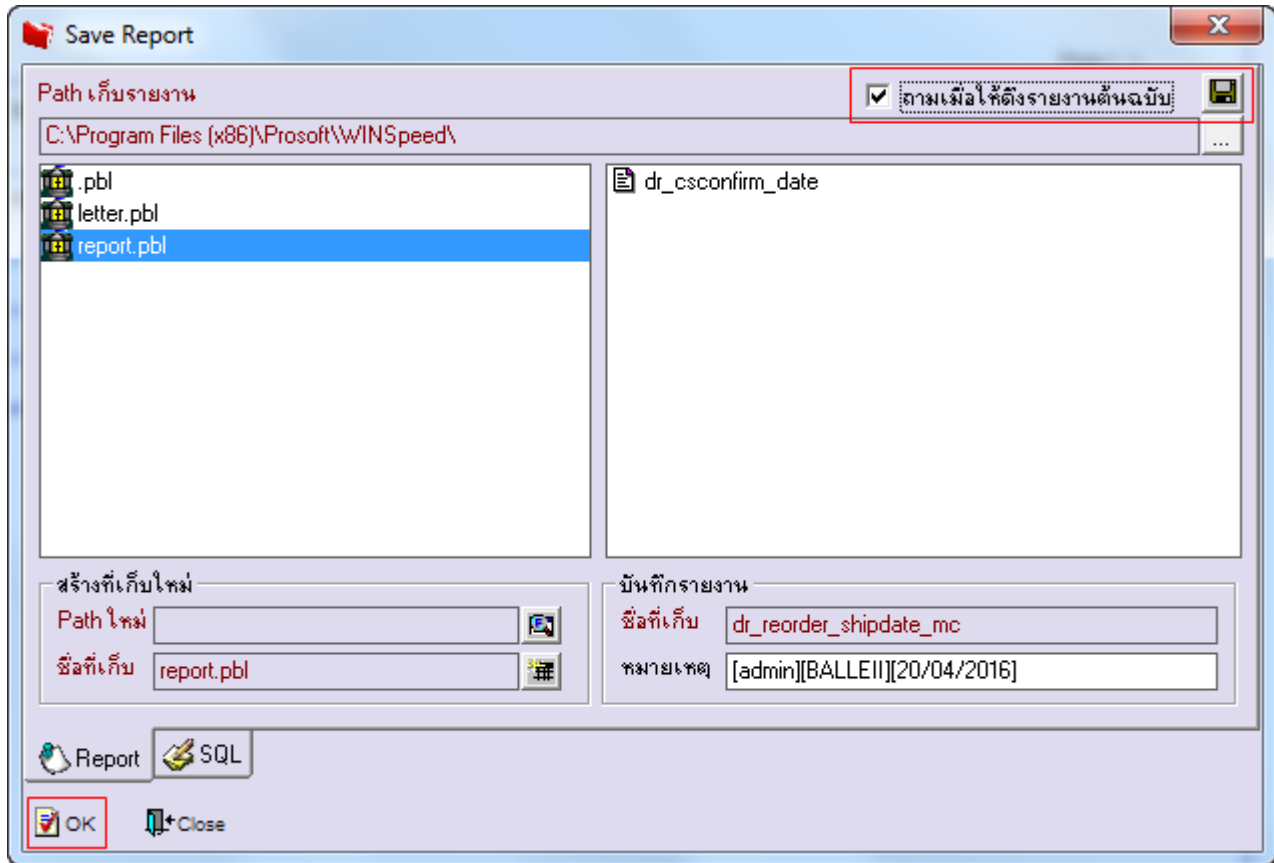 Save Report
Path เก็บรายงาน
ถามเมื่อให้ดึงรายงานต้นฉบับ
C:\Program Files (x86)\Prosoft\WINSpeed\
...
.pbl
letter.pbl
report.pbl
dr_csconfirm_date
สร้างที่เก็บใหม่
Path ใหม่
ชื่อที่เก็บ report.pbl
บันทึกรายงาน
ชื่อที่เก็บ dr_reorder_shipdate_mc
หมายเหตุ [admin][BALLEII][20/04/2016]
Report
SQL
OK
Close